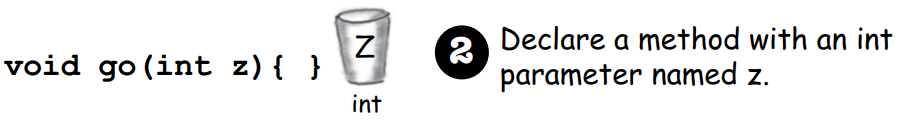 void go(int z){ }
Z
int
2
Declare a method with an int
parameter named z.